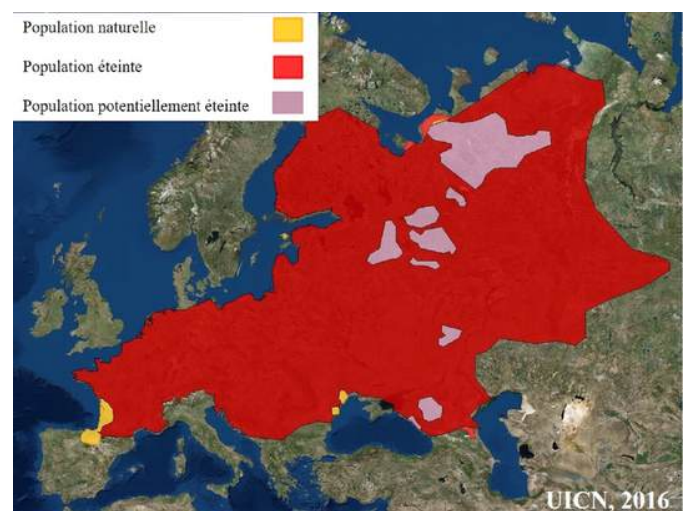 Population naturelle
Population éteinte
Population potentiellement éteinte
UICN, 2016